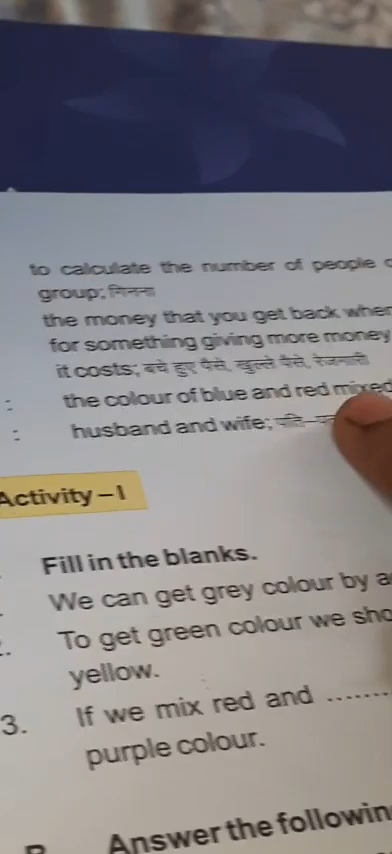 to calculate the number of people
group; गिनना
the money that you get back when
for something giving more money
it costs; बचे हुए पैसे, खुल्ले पैसे, रेजगारी
: the colour of blue and red mixed
: husband and wife; पति-
Activity – I
Fill in the blanks.
We can get grey colour by
To get green colour we
yellow.
3. If we mix red and .......
purple colour.
B. Answer the